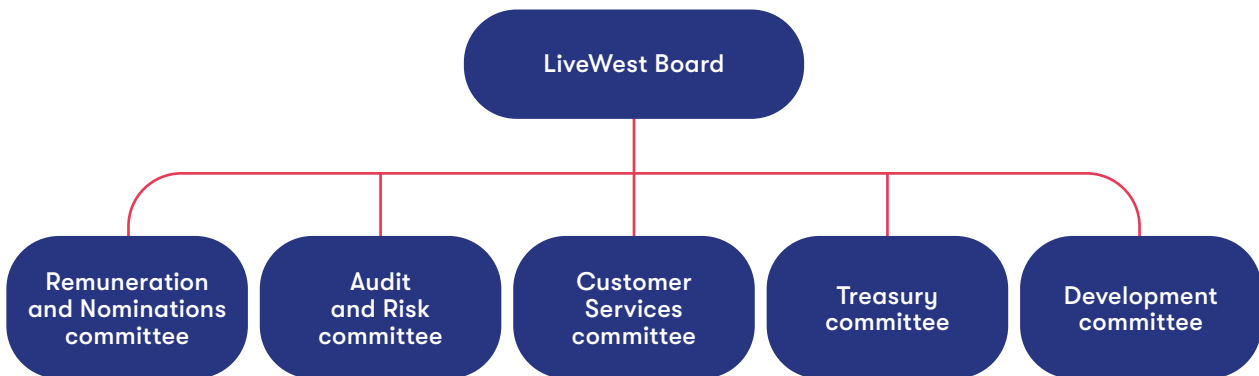 LiveWest Board
Remuneration
and Nominations
committee
Audit
and Risk
committee
Customer
Services
committee
Treasury
committee
Development
committee